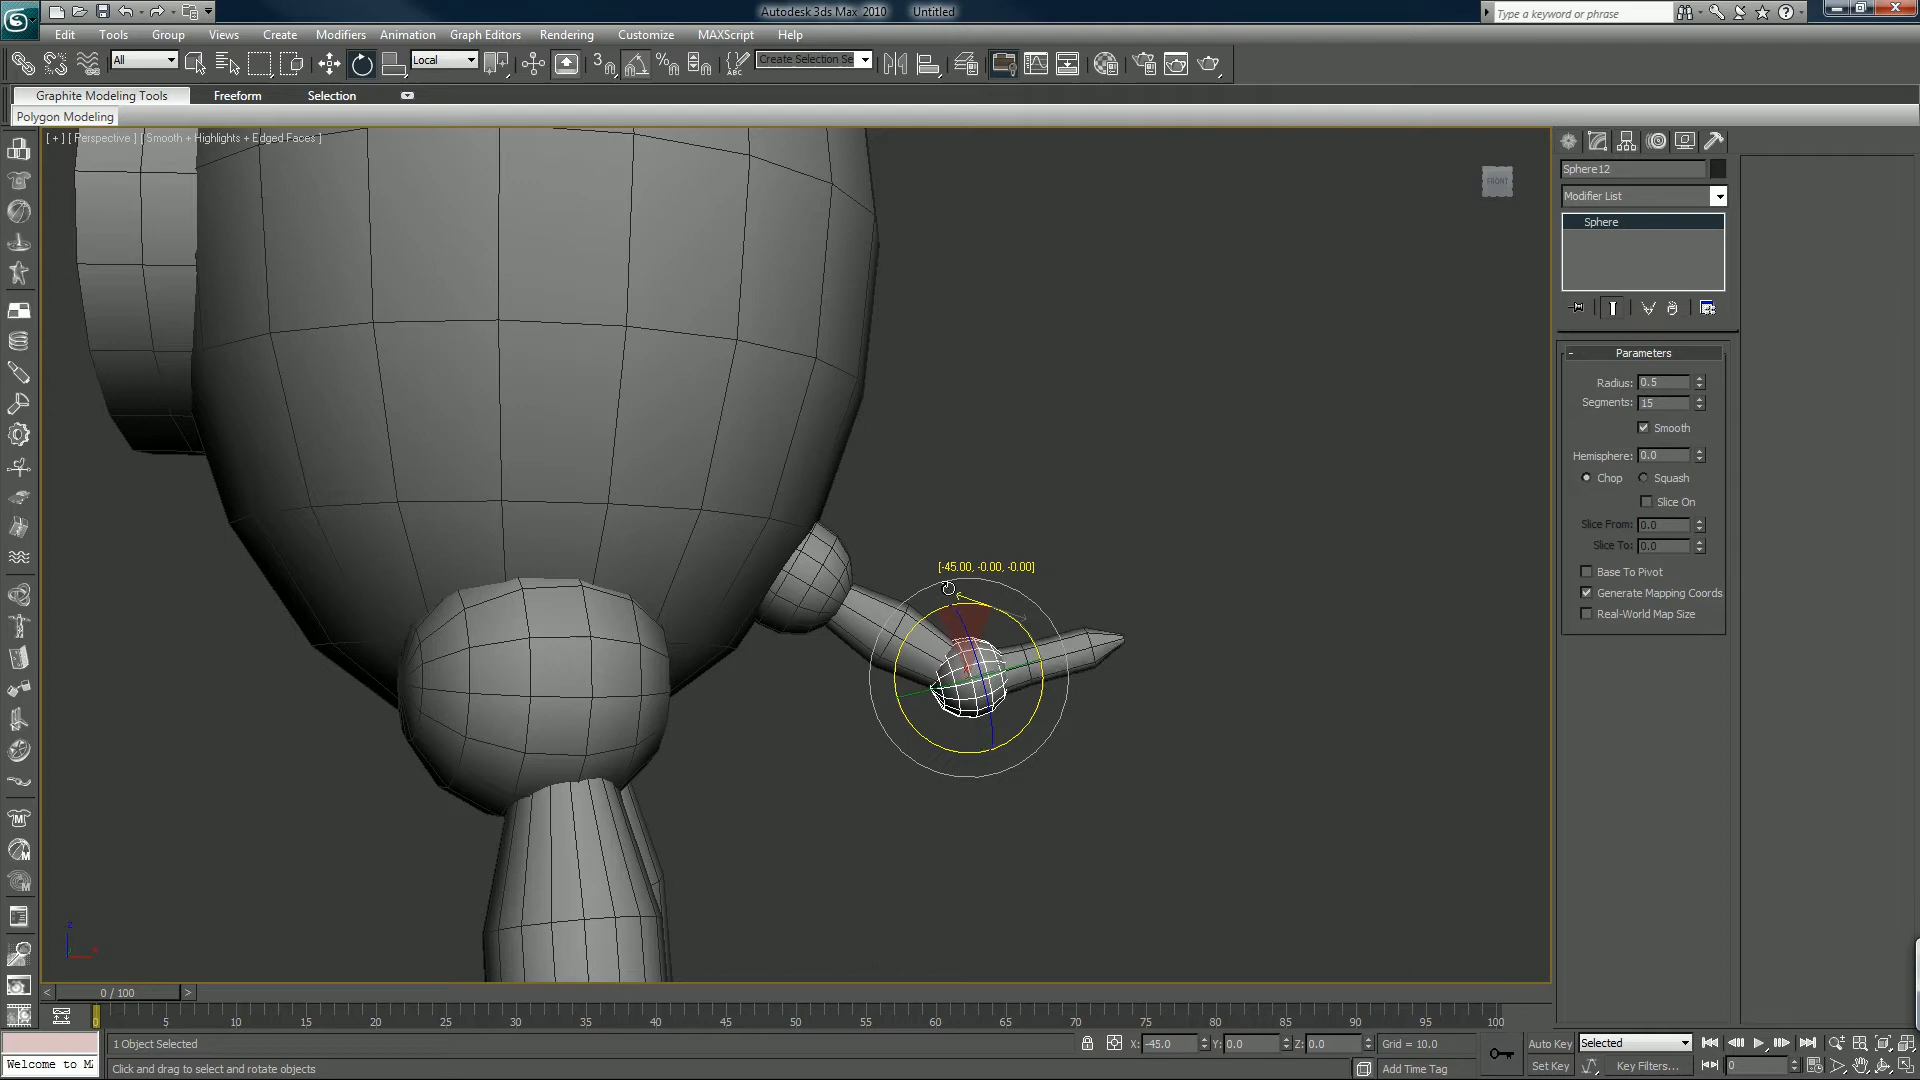 Autodesk 3ds Max 2010 Untitled
Type a keyword or phrase
Edit Tools Group Views Create Modifiers Animation Graph Editors Rendering Customize MAXScript Help
All
Local
3
ABC
Create Selection Se
Graphite Modeling Tools Freeform Selection
Polygon Modeling
[ + ] [ Perspective ] [ Smooth + Highlights + Edged Faces ]
FRONT
Sphere12
Modifier List
Sphere
- Parameters
Radius: 0.5
Segments: 15
Smooth
Hemisphere: 0.0
Chop Squash
Slice On
Slice From: 0.0
Slice To: 0.0
Base To Pivot
Generate Mapping Coords
Real-World Map Size
[-45.00, -0.00, -0.00]
z
x
< 0 / 100 >
0 5 10 15 20 25 30 35 40 45 50 55 60 65 70 75 80 85 90 95 100
1 Object Selected X: -45.0 Y: 0.0 Z: 0.0 Grid = 10.0 Auto Key Selected
Welcome to M Click and drag to select and rotate objects Add Time Tag Set Key Key Filters... 0